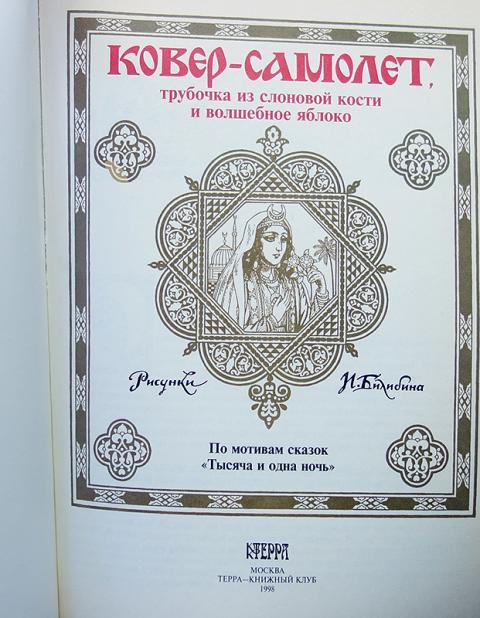 КОВЕР-САМОЛЕТ,
трубочка из слоновой кости
и волшебное яблоко
Рисунки И. Билибина
По мотивам сказок
«Тысяча и одна ночь»
ТЕРРА
МОСКВА
ТЕРРА—КНИЖНЫЙ КЛУБ
1998